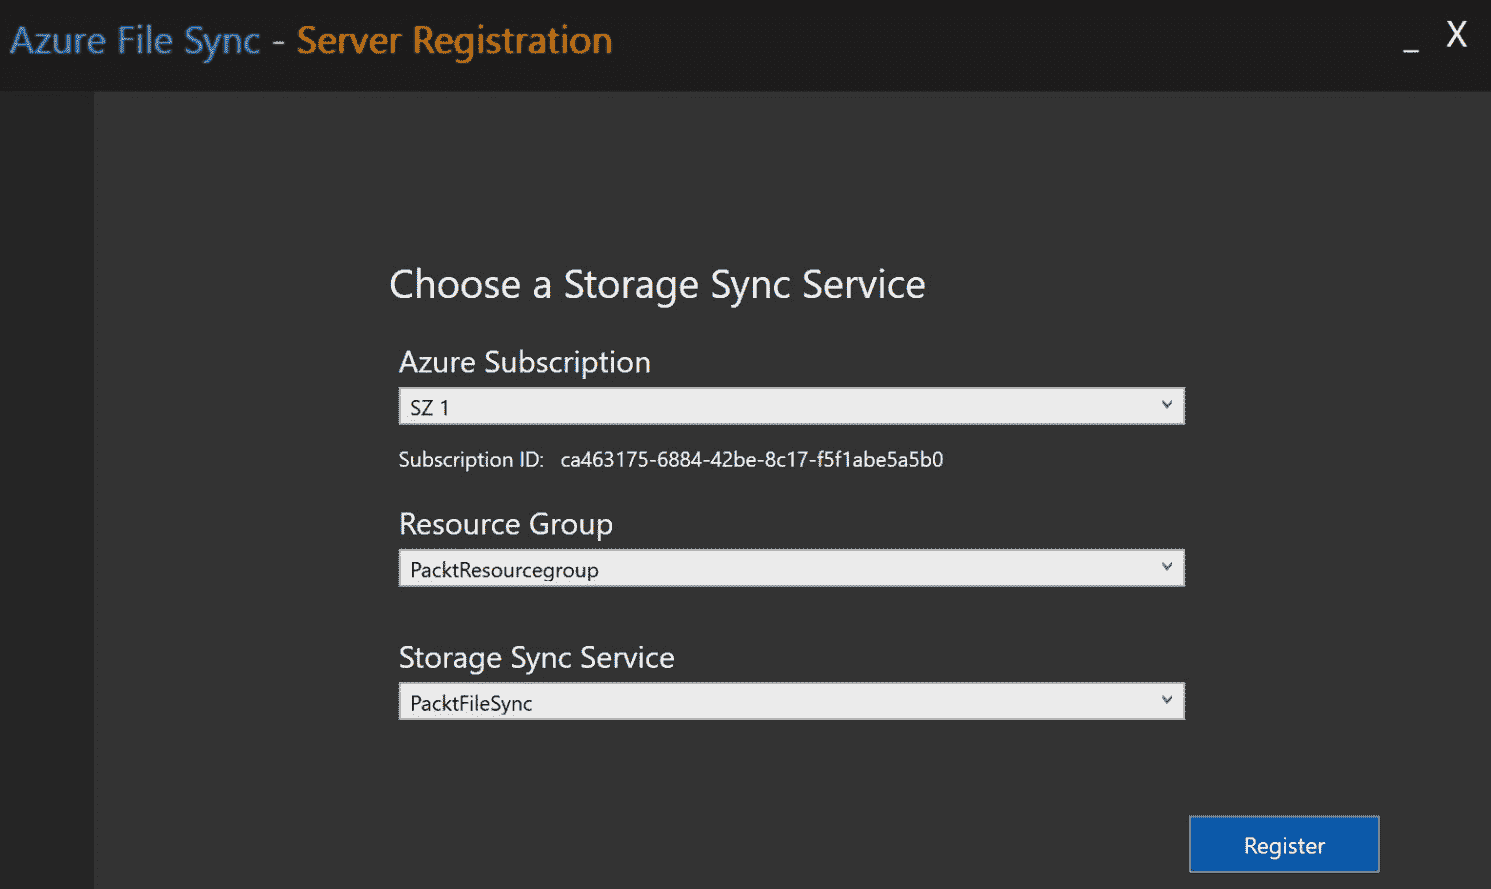 Azure File Sync - Server Registration
_ X
Choose a Storage Sync Service
Azure Subscription
SZ 1
Subscription ID: ca463175-6884-42be-8c17-f5f1abe5a5b0
Resource Group
PacktResourcegroup
Storage Sync Service
PacktFileSync
Register